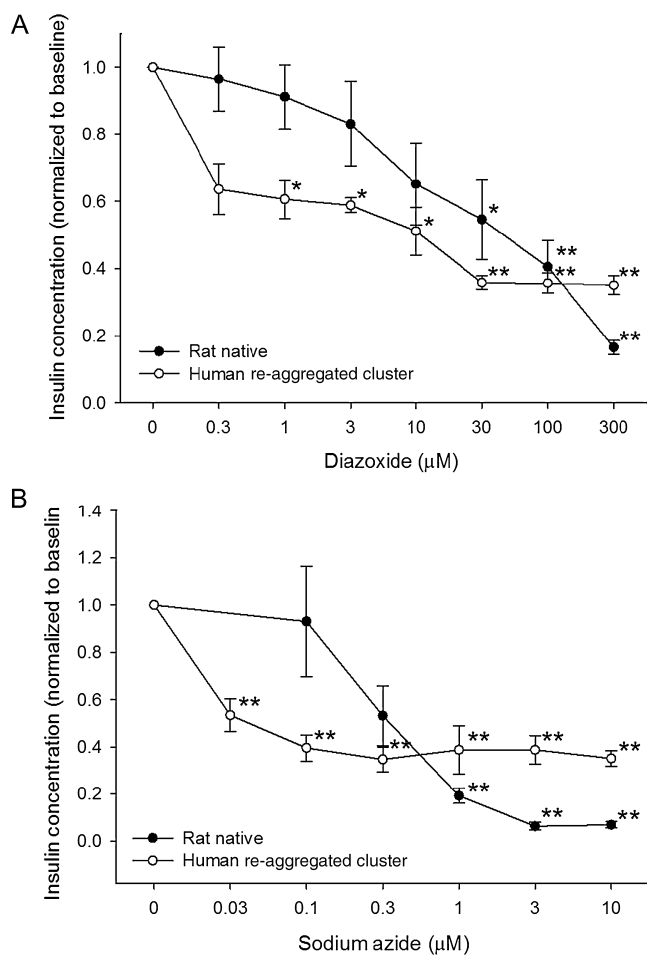 A
Insulin concentration (normalized to baseline)
1.0
0.8
0.6
0.4
0.2
0.0
*
*
*
*
**
**
**
**
**
Rat native
Human re-aggregated cluster
0 0.3 1 3 10 30 100 300
Diazoxide (μM)
B
Insulin concentration (normalized to baselin
1.4
1.2
1.0
0.8
0.6
0.4
0.2
0.0
**
**
**
**
**
**
**
**
**
Rat native
Human re-aggregated cluster
0 0.03 0.1 0.3 1 3 10
Sodium azide (μM)